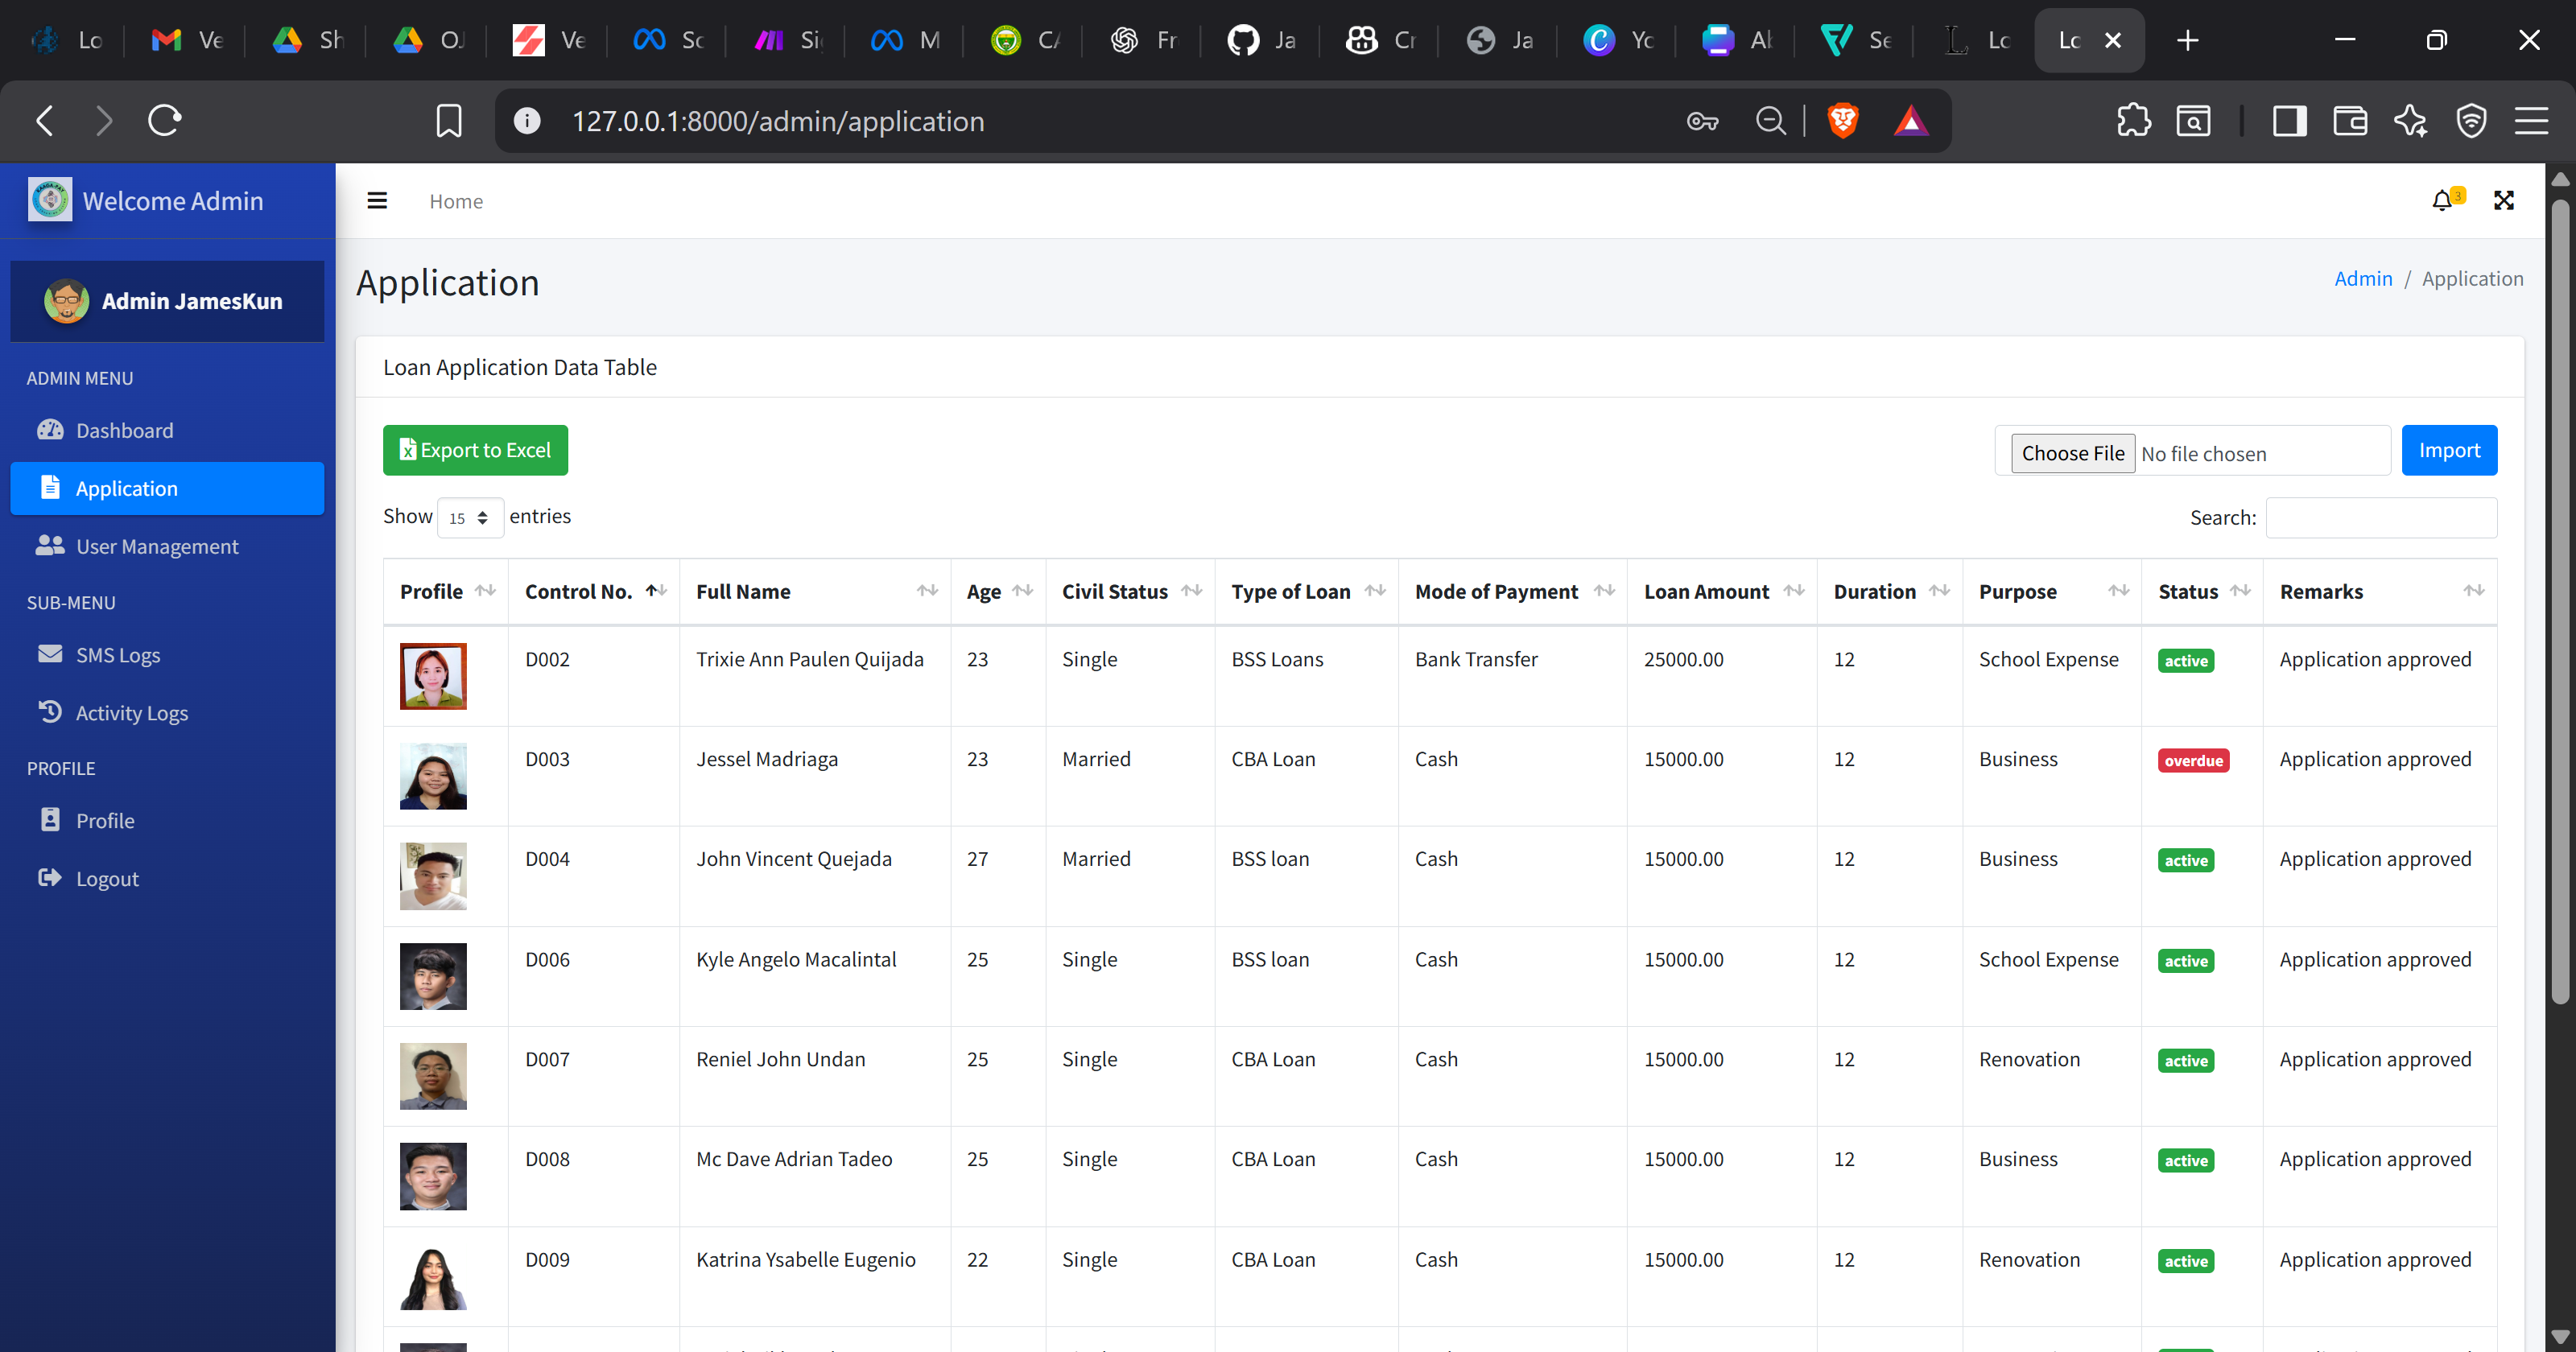 Lo Ve Sh OJ Ve Sc Si M CA Fr Ja Cr Ja Yo Al Se Lo Lo
127.0.0.1:8000/admin/application
Welcome Admin
Home
3
Admin JamesKun
Application
Admin / Application
ADMIN MENU
Dashboard
Application
User Management
SUB-MENU
SMS Logs
Activity Logs
PROFILE
Profile
Logout
Loan Application Data Table
Export to Excel
Choose File No file chosen Import
Show 15 entries
Search:
Profile Control No. Full Name Age Civil Status Type of Loan Mode of Payment Loan Amount Duration Purpose Status Remarks
D002 Trixie Ann Paulen Quijada 23 Single BSS Loans Bank Transfer 25000.00 12 School Expense active Application approved
D003 Jessel Madriaga 23 Married CBA Loan Cash 15000.00 12 Business overdue Application approved
D004 John Vincent Quejada 27 Married BSS loan Cash 15000.00 12 Business active Application approved
D006 Kyle Angelo Macalintal 25 Single BSS loan Cash 15000.00 12 School Expense active Application approved
D007 Reniel John Undan 25 Single CBA Loan Cash 15000.00 12 Renovation active Application approved
D008 Mc Dave Adrian Tadeo 25 Single CBA Loan Cash 15000.00 12 Business active Application approved
D009 Katrina Ysabelle Eugenio 22 Single CBA Loan Cash 15000.00 12 Renovation active Application approved